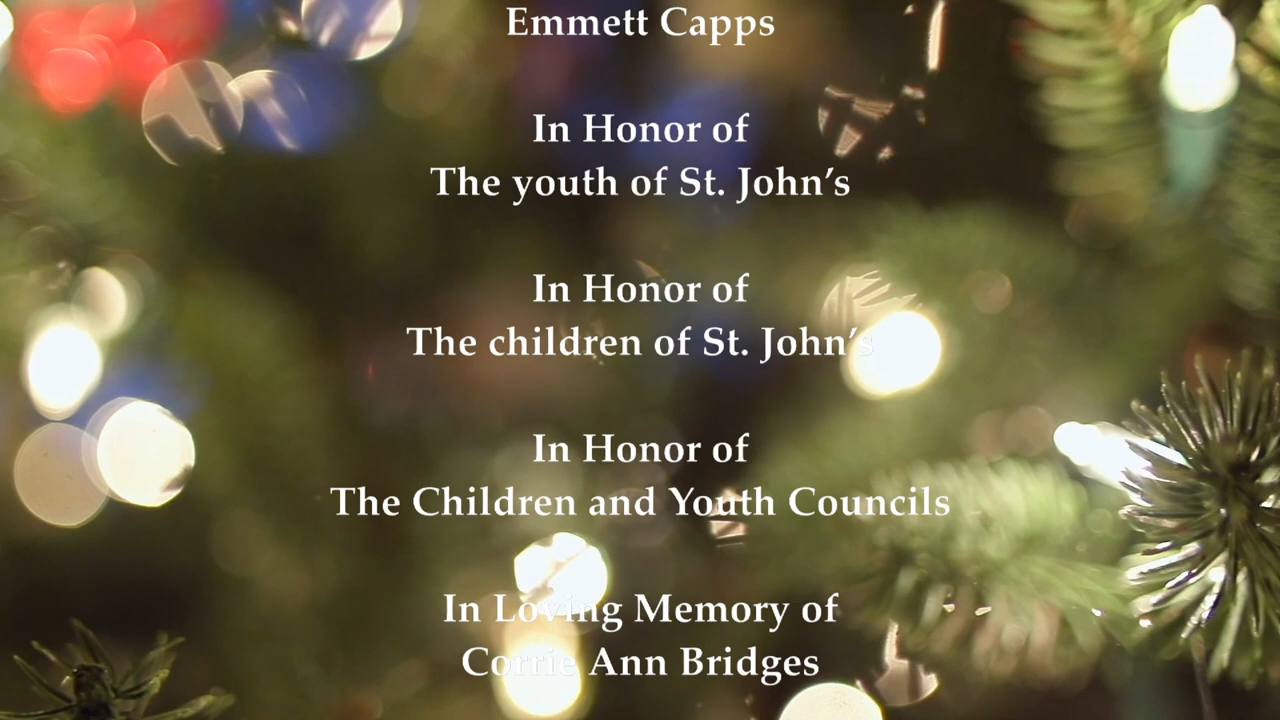 Emmett Capps
In Honor of
The youth of St. John’s
In Honor of
The children of St. John’s
In Honor of
The Children and Youth Councils
In Loving Memory of
Corrie Ann Bridges